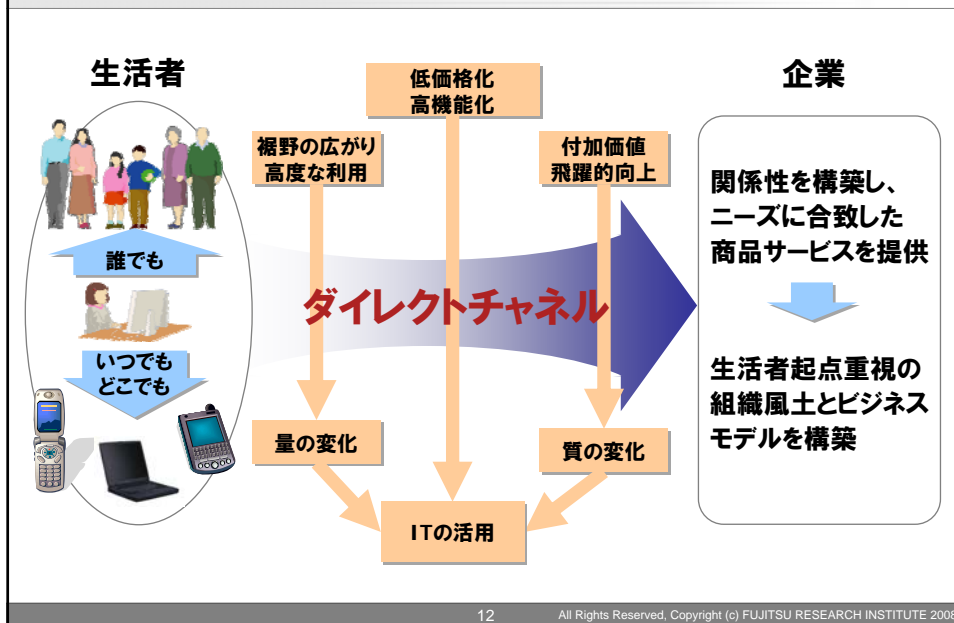 生活者
低価格化
高機能化
企業
裾野の広がり
高度な利用
付加価値
飛躍的向上
関係性を構築し、
ニーズに合致した
商品サービスを提供
誰でも
ダイレクトチャネル
いつでも
どこでも
生活者起点重視の
組織風土とビジネス
モデルを構築
量の変化
質の変化
ITの活用
12
All Rights Reserved, Copyright (c) FUJITSU RESEARCH INSTITUTE 2008